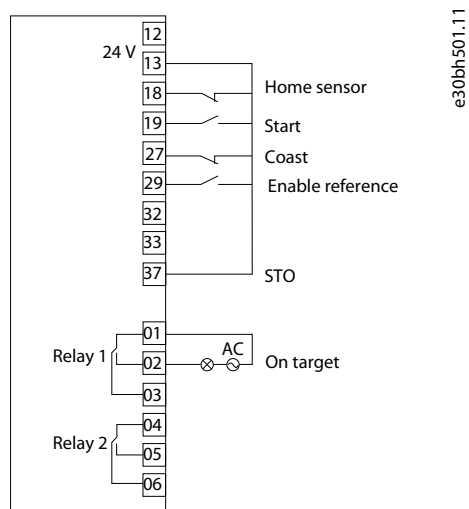 12
24 V
13
18 Home sensor
19 Start
27 Coast
29 Enable reference
32
33
37 STO
01
Relay 1 02 AC On target
03
04
Relay 2 05
06
e30bh501.11